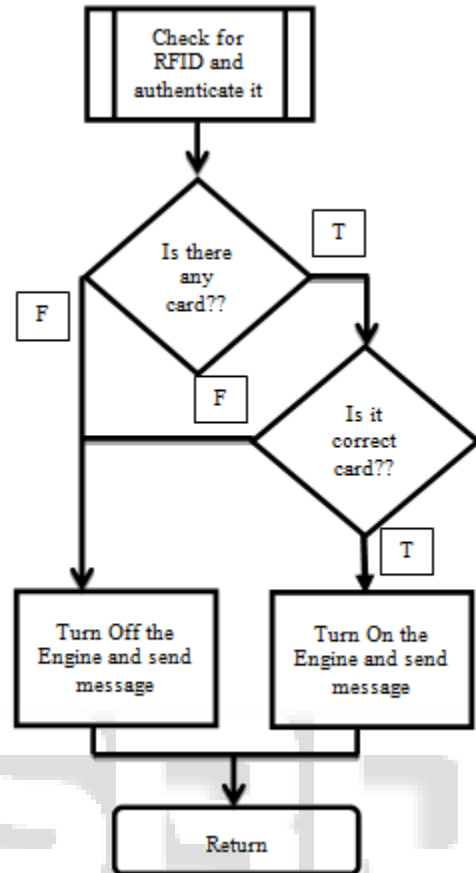 Check for
RFID and
authenticate it
Is there
any
card??
T
F
F
Is it
correct
card??
T
Turn Off the
Engine and send
message
Turn On the
Engine and send
message
Return